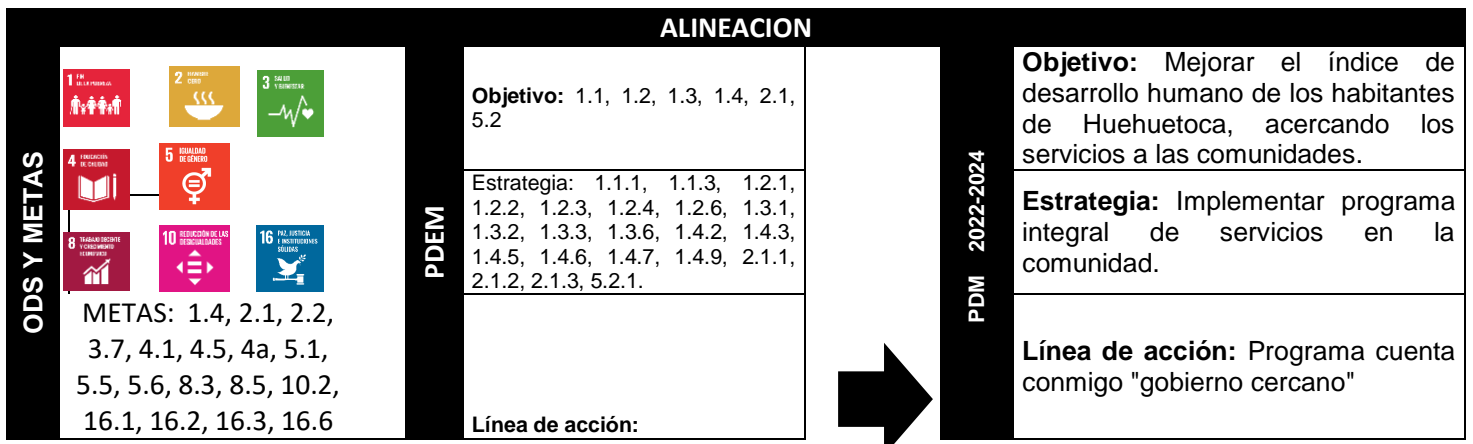 ALINEACION
ODS Y METAS
1 FIN DE LA POBREZA
2 HAMBRE CERO
3 SALUD Y BIENESTAR
4 EDUCACIÓN DE CALIDAD
5 IGUALDAD DE GÉNERO
8 TRABAJO DECENTE Y CRECIMIENTO ECONÓMICO
10 REDUCCIÓN DE LAS DESIGUALDADES
16 PAZ, JUSTICIA E INSTITUCIONES SÓLIDAS
METAS: 1.4, 2.1, 2.2,
3.7, 4.1, 4.5, 4a, 5.1,
5.5, 5.6, 8.3, 8.5, 10.2,
16.1, 16.2, 16.3, 16.6
PDEM
Objetivo: 1.1, 1.2, 1.3, 1.4, 2.1,
5.2
Estrategia: 1.1.1, 1.1.3, 1.2.1,
1.2.2, 1.2.3, 1.2.4, 1.2.6, 1.3.1,
1.3.2, 1.3.3, 1.3.6, 1.4.2, 1.4.3,
1.4.5, 1.4.6, 1.4.7, 1.4.9, 2.1.1,
2.1.2, 2.1.3, 5.2.1.
Línea de acción:
PDM 2022-2024
Objetivo: Mejorar el índice de
desarrollo humano de los habitantes
de Huehuetoca, acercando los
servicios a las comunidades.
Estrategia: Implementar programa
integral de servicios en la
comunidad.
Línea de acción: Programa cuenta
conmigo "gobierno cercano"